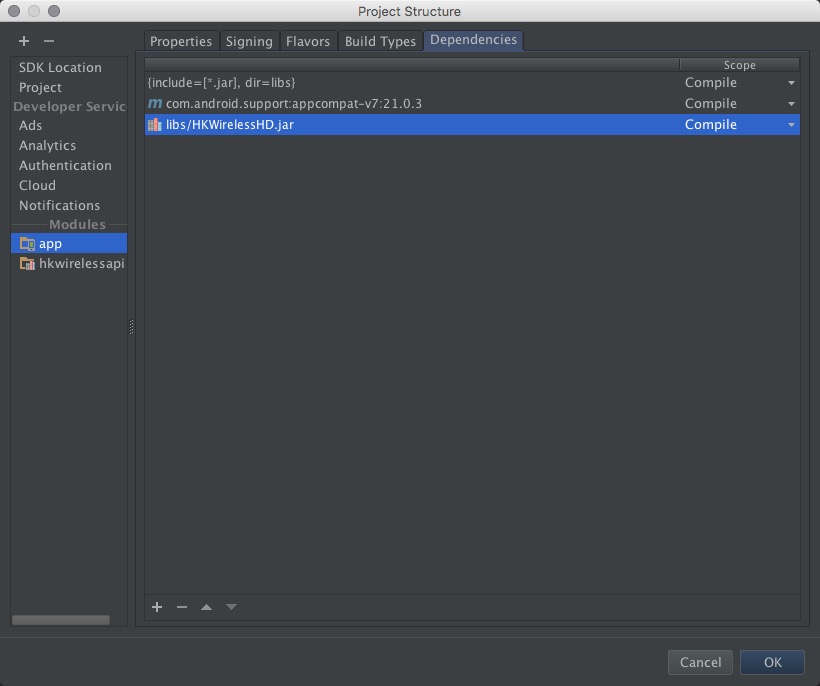 Project Structure
Properties Signing Flavors Build Types Dependencies
SDK Location
Project
Developer Servic
Ads
Analytics
Authentication
Cloud
Notifications
Modules
app
hkwirelessapi
Scope
{include=[*.jar], dir=libs} Compile
m com.android.support:appcompat-v7:21.0.3 Compile
libs/HKWirelessHD.jar Compile
Cancel OK